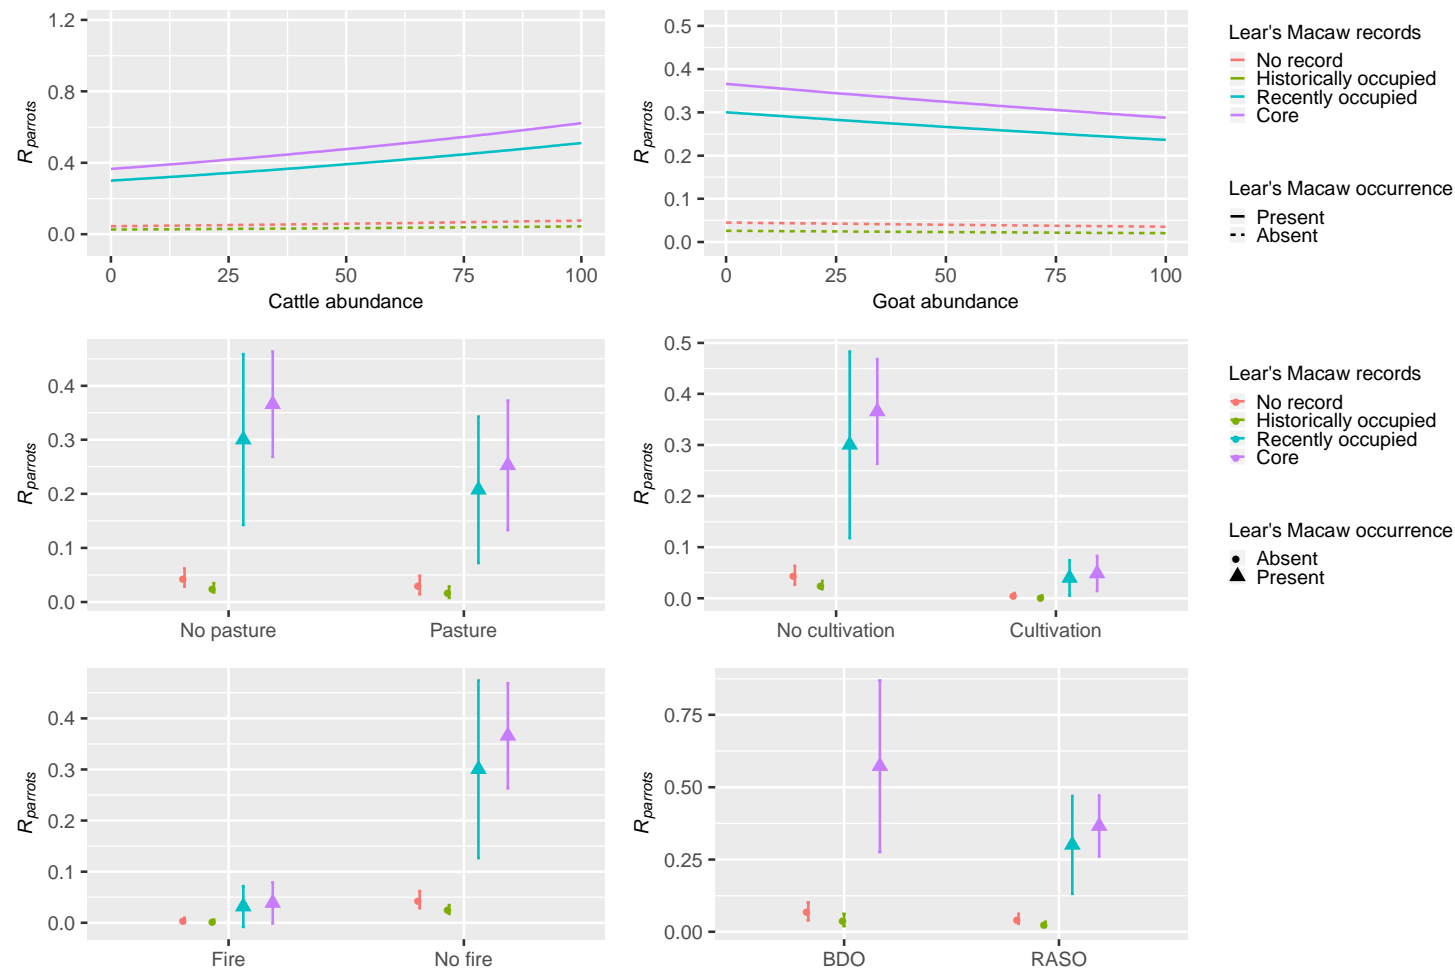 1.2
0.8
0.4
0.0
R parrots
0 25 50 75 100
Cattle abundance
0.5
0.4
0.3
0.2
0.1
0.0
R parrots
0 25 50 75 100
Goat abundance
Lear's Macaw records
No record
Historically occupied
Recently occupied
Core
Lear's Macaw occurrence
Present
Absent
0.4
0.3
0.2
0.1
0.0
R parrots
No pasture Pasture
0.5
0.4
0.3
0.2
0.1
0.0
R parrots
No cultivation Cultivation
Lear's Macaw records
No record
Historically occupied
Recently occupied
Core
Lear's Macaw occurrence
Absent
Present
0.4
0.3
0.2
0.1
0.0
R parrots
Fire No fire
0.75
0.50
0.25
0.00
R parrots
BDO RASO